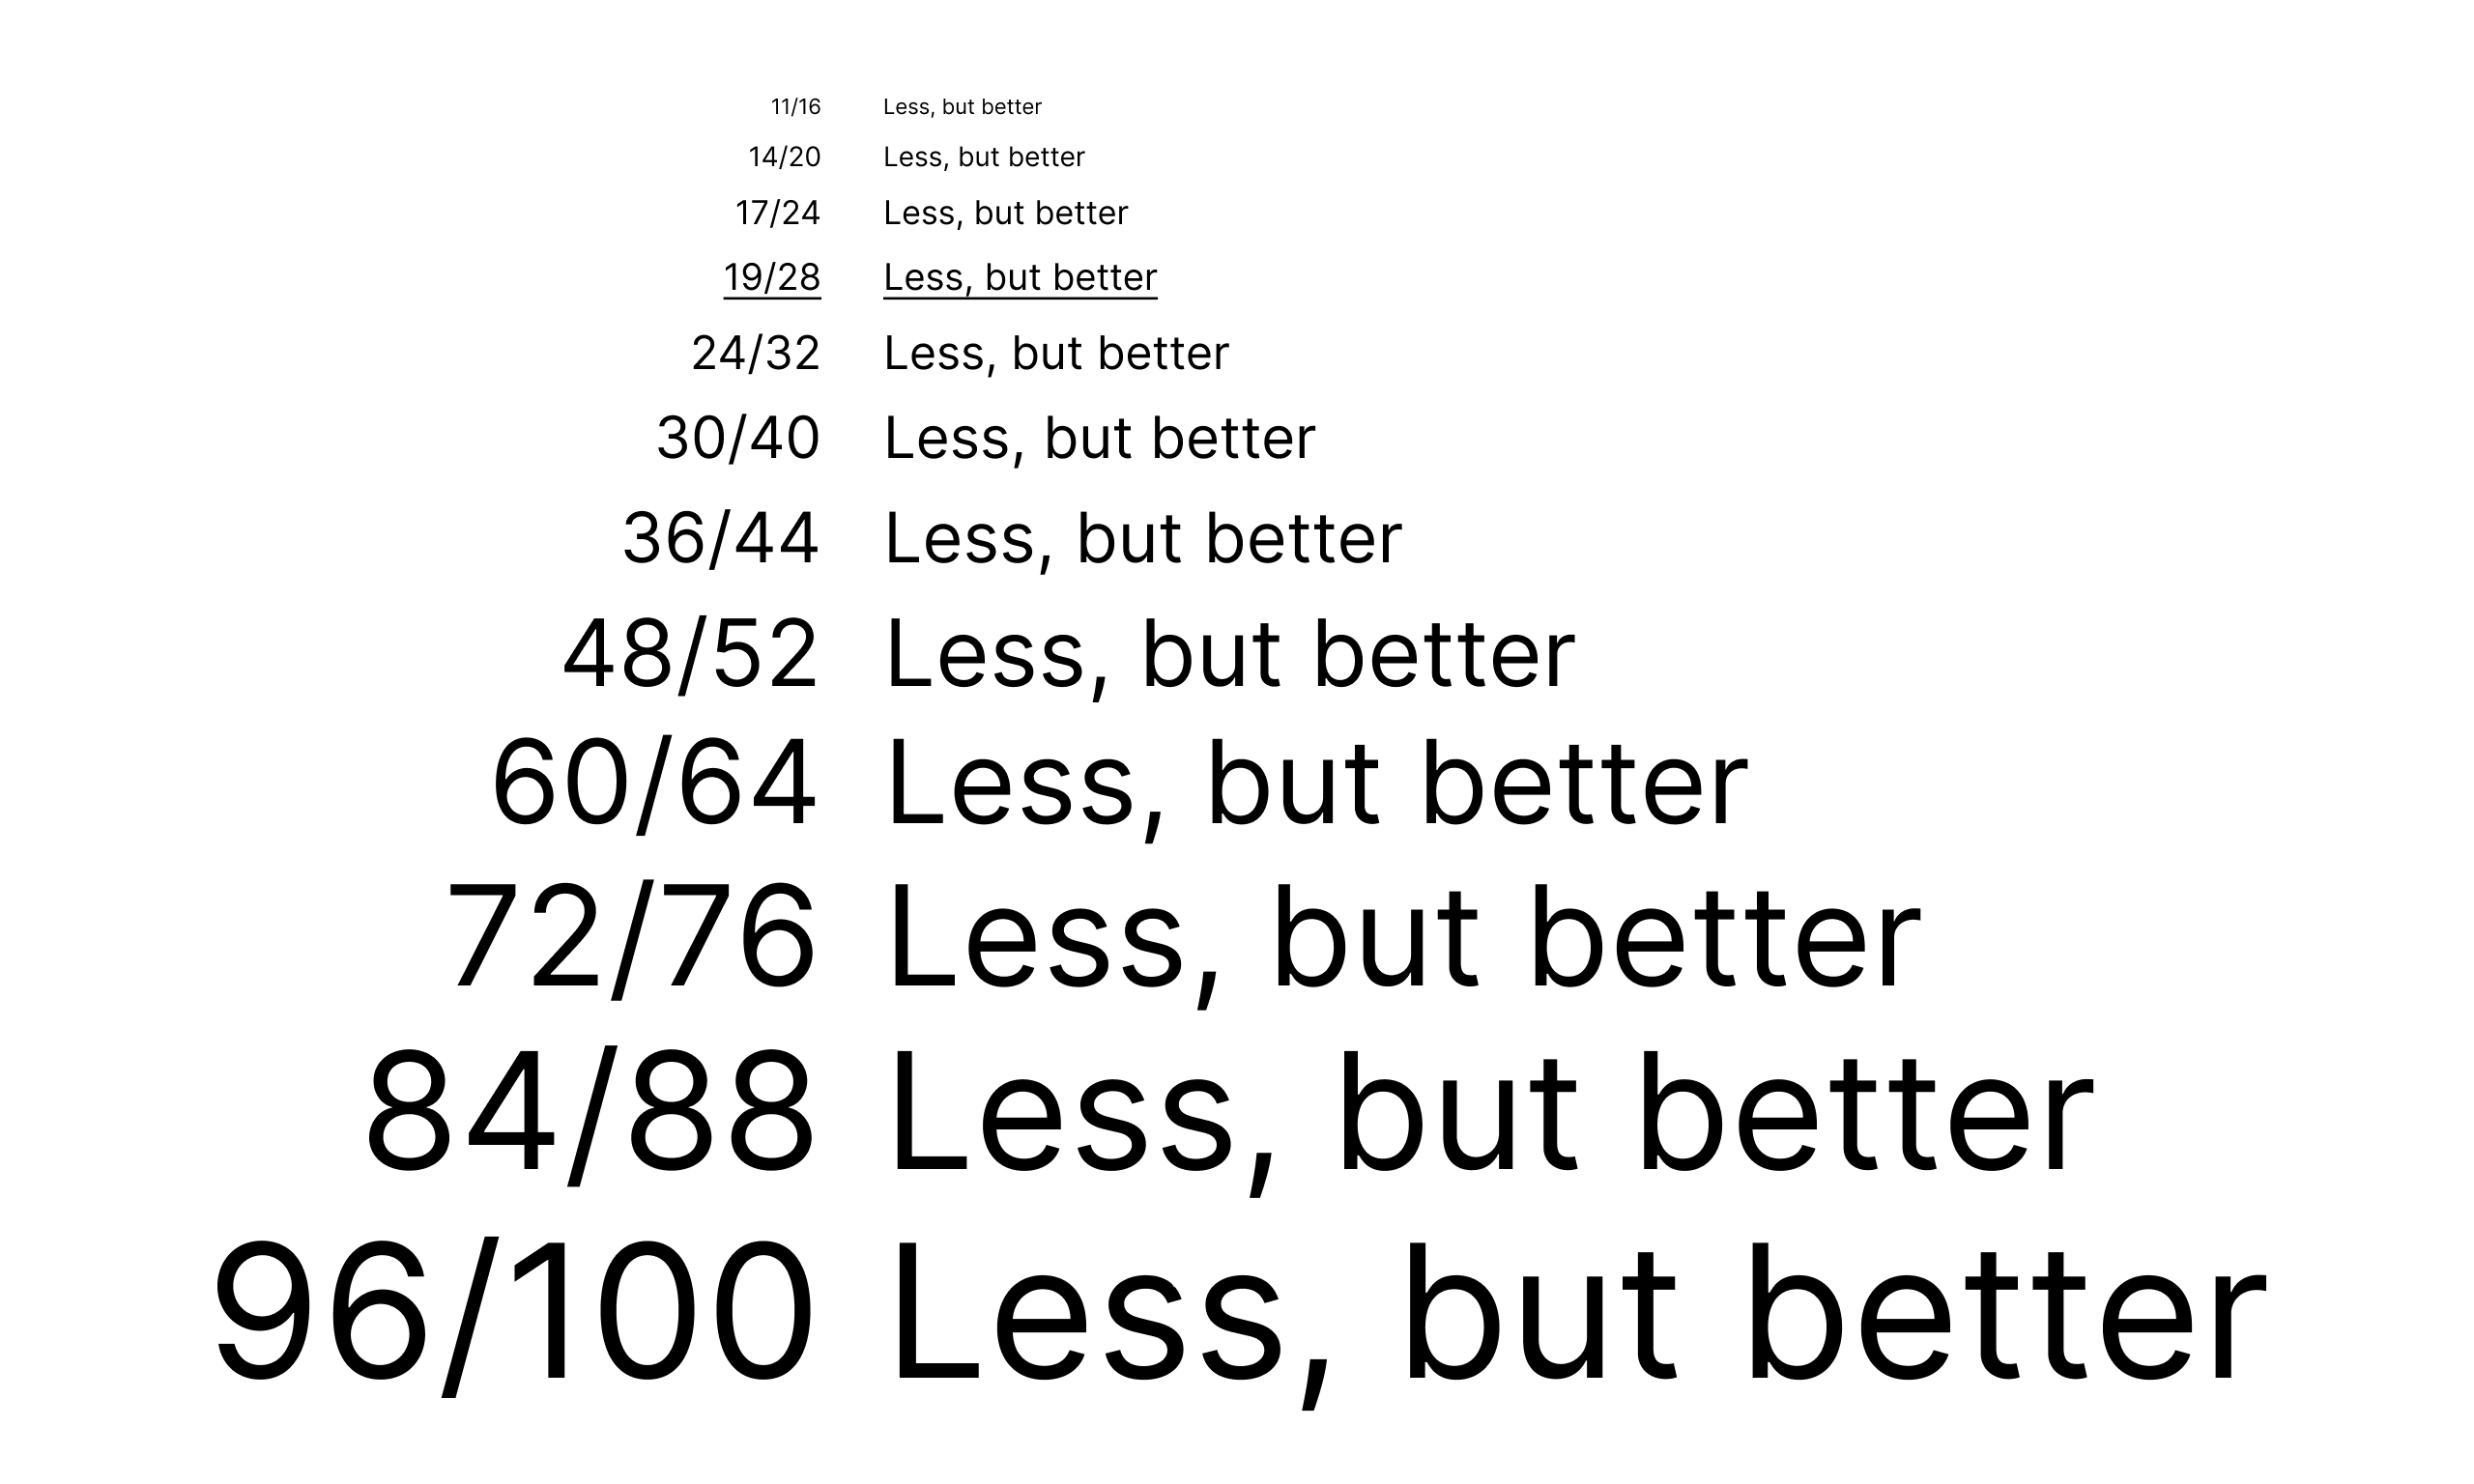 11/16 Less, but better
14/20 Less, but better
17/24 Less, but better
19/28 Less, but better
24/32 Less, but better
30/40 Less, but better
36/44 Less, but better
48/52 Less, but better
60/64 Less, but better
72/76 Less, but better
84/88 Less, but better
96/100 Less, but better